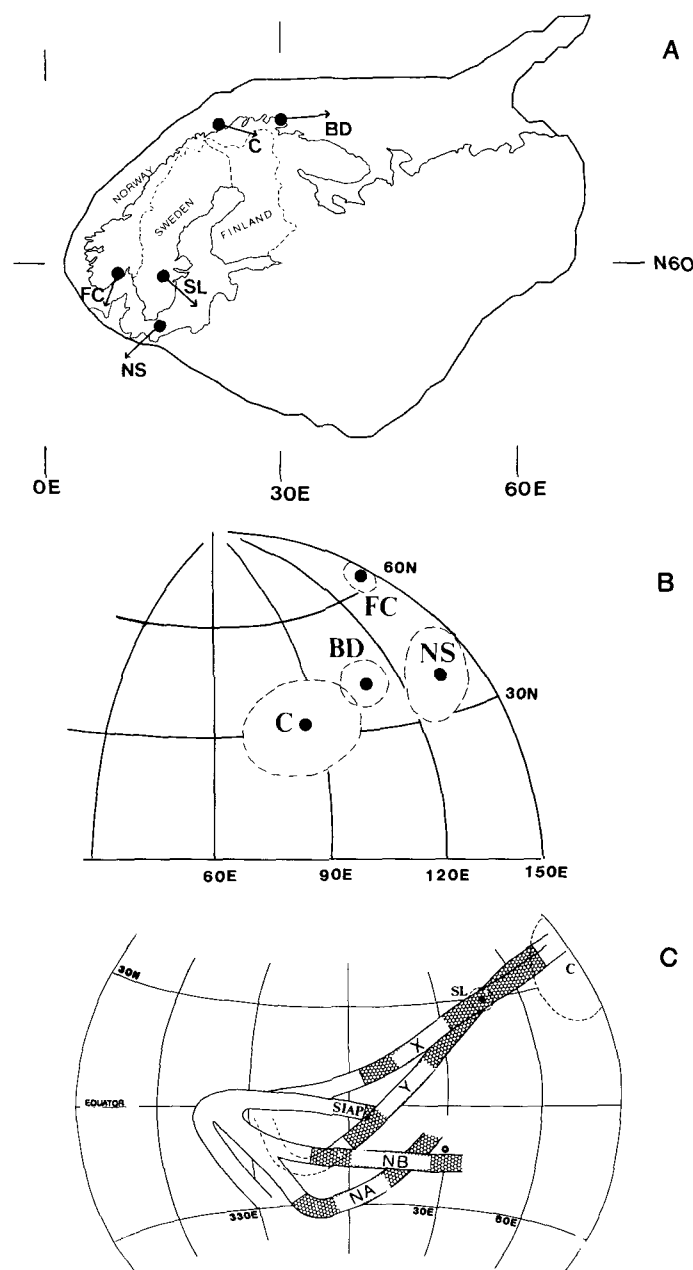 A
BD
C
NORWAY
SWEDEN
FINLAND
N60
FC
SL
NS
0E
30E
60E
B
60N
FC
BD
NS
30N
C
60E
90E
120E
150E
C
30N
SL
C
X
Y
EQUATOR
SIAP
NB
NA
330E
30E
60E